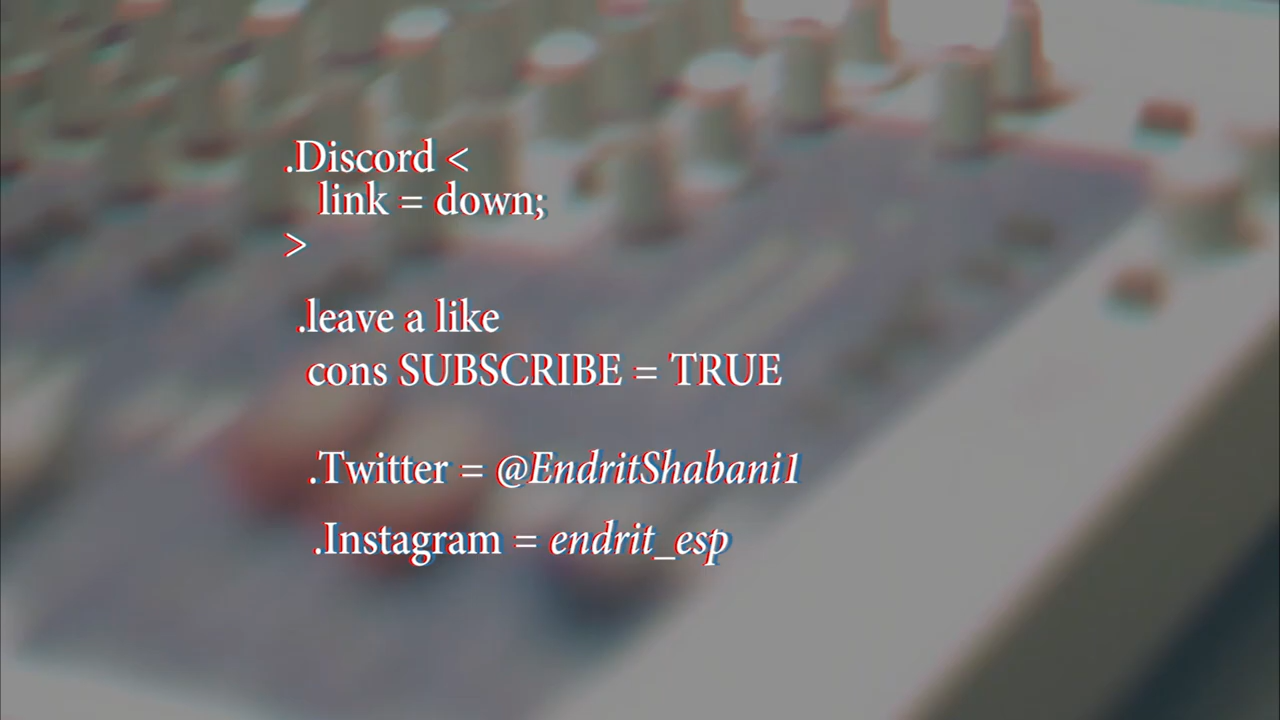 .Discord <
link = down;
>
.leave a like
cons SUBSCRIBE = TRUE
.Twitter = @EndritShabani1
.Instagram = endrit_esp